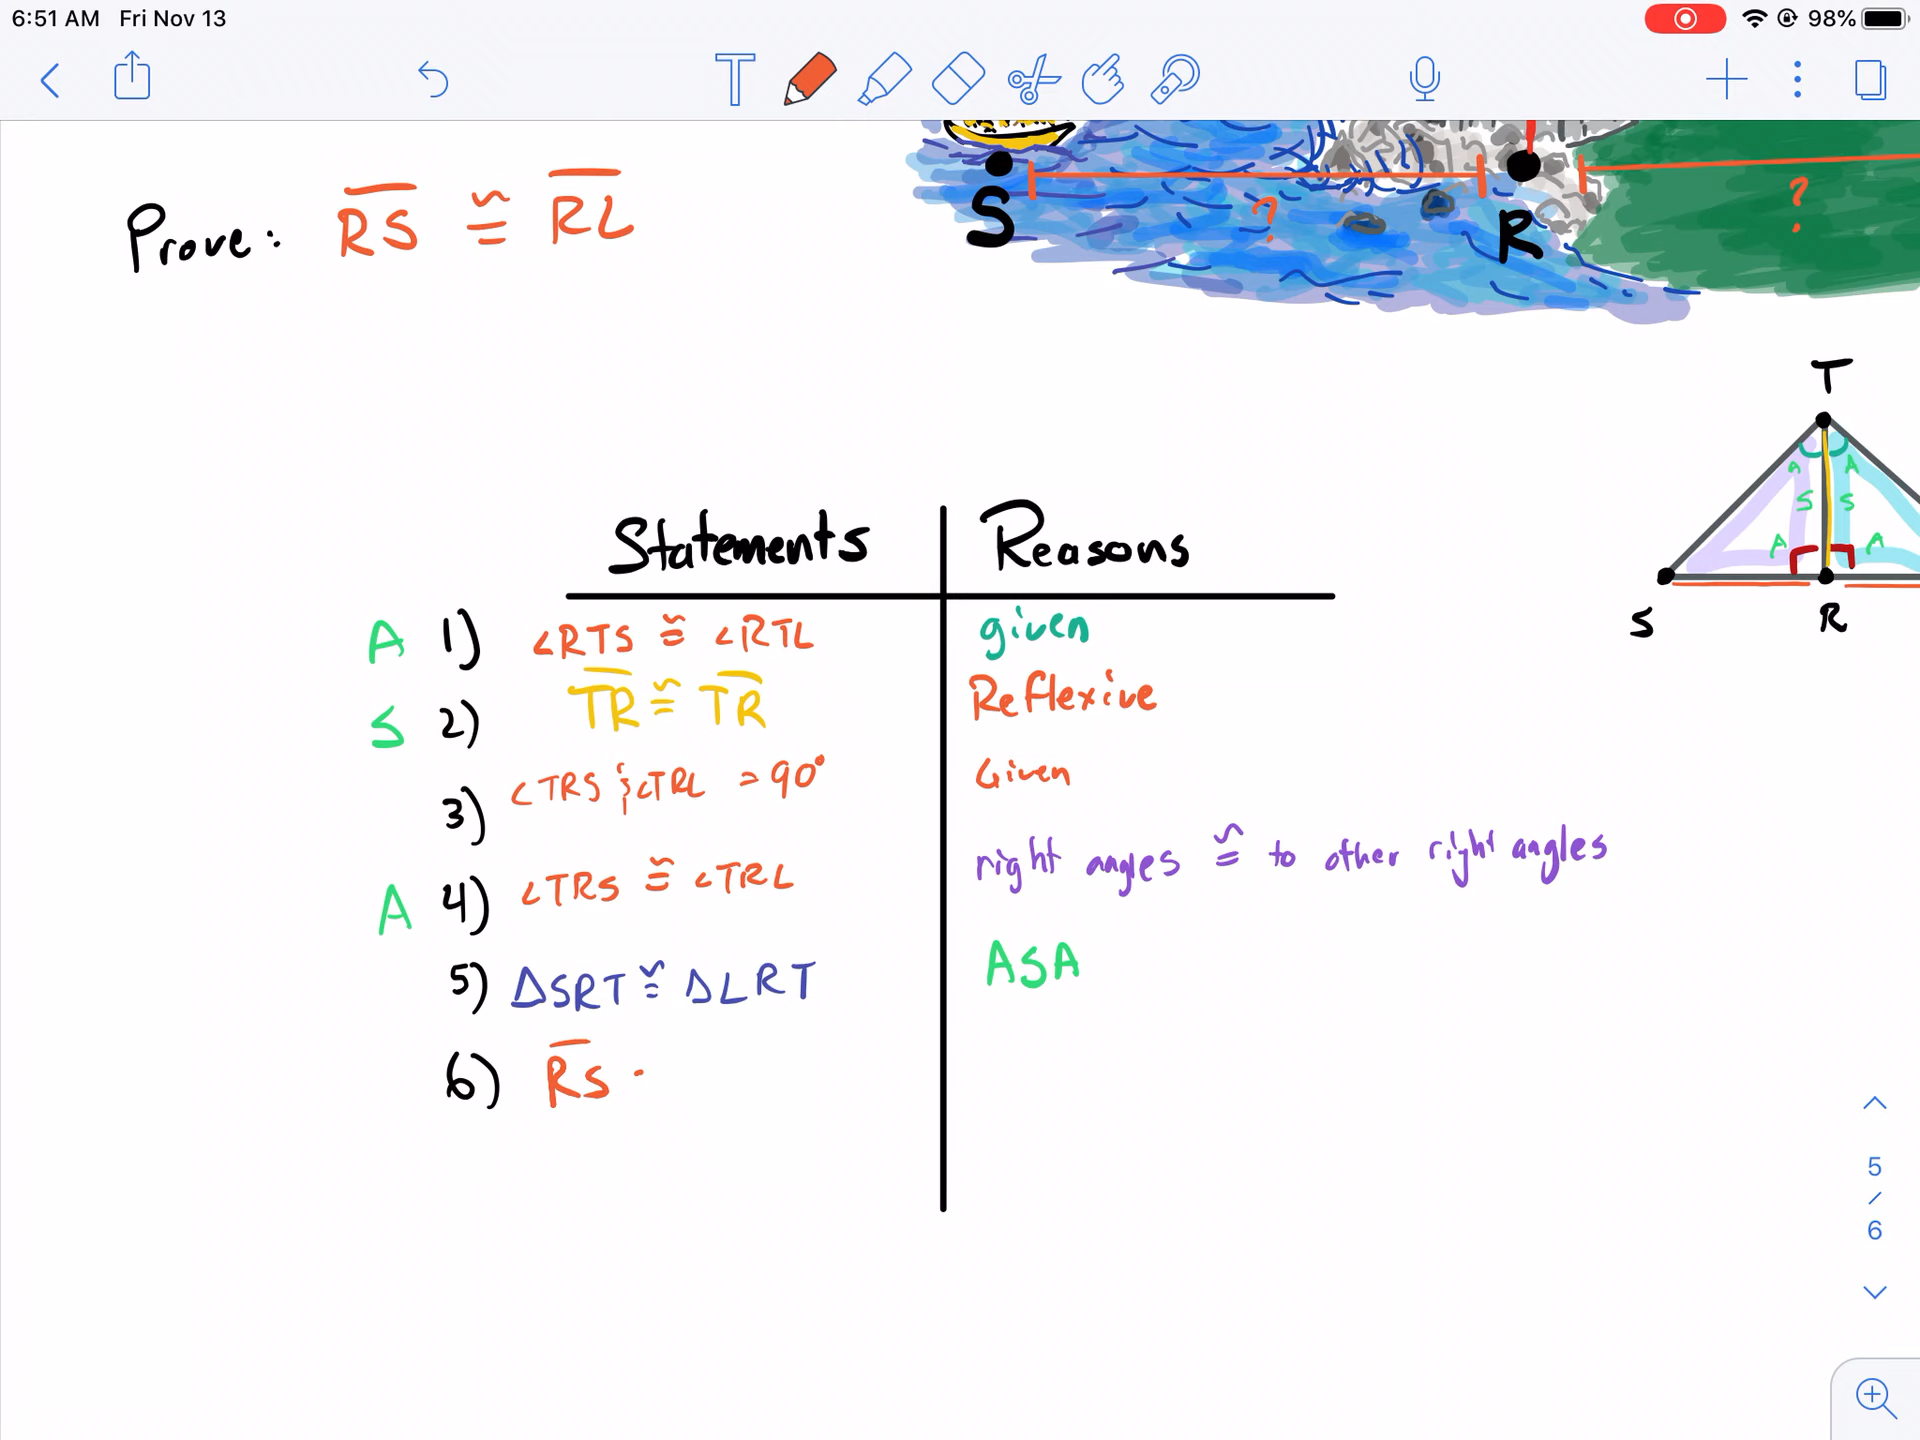 6:51 AM Fri Nov 13
98%
T
Prove: RS ≅ RL
S
?
R
?
T
A A
S S
A A
S R
Statements Reasons
A 1) ∠RTS ≅ ∠RTL given
S 2) TR ≅ TR Reflexive
3) ∠TRS & ∠TRL = 90° Given
A 4) ∠TRS ≅ ∠TRL right angles ≅ to other right angles
5) ΔSRT ≅ ΔLRT ASA
6) RS
5
/
6